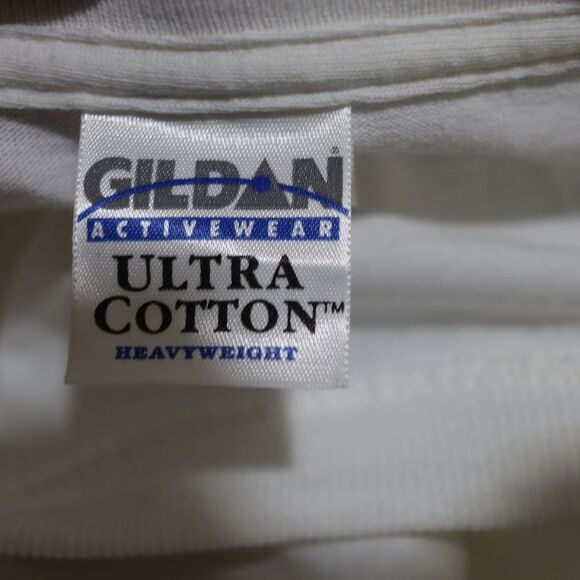 GILDAN®
ACTIVEWEAR
ULTRA
COTTON™
HEAVYWEIGHT